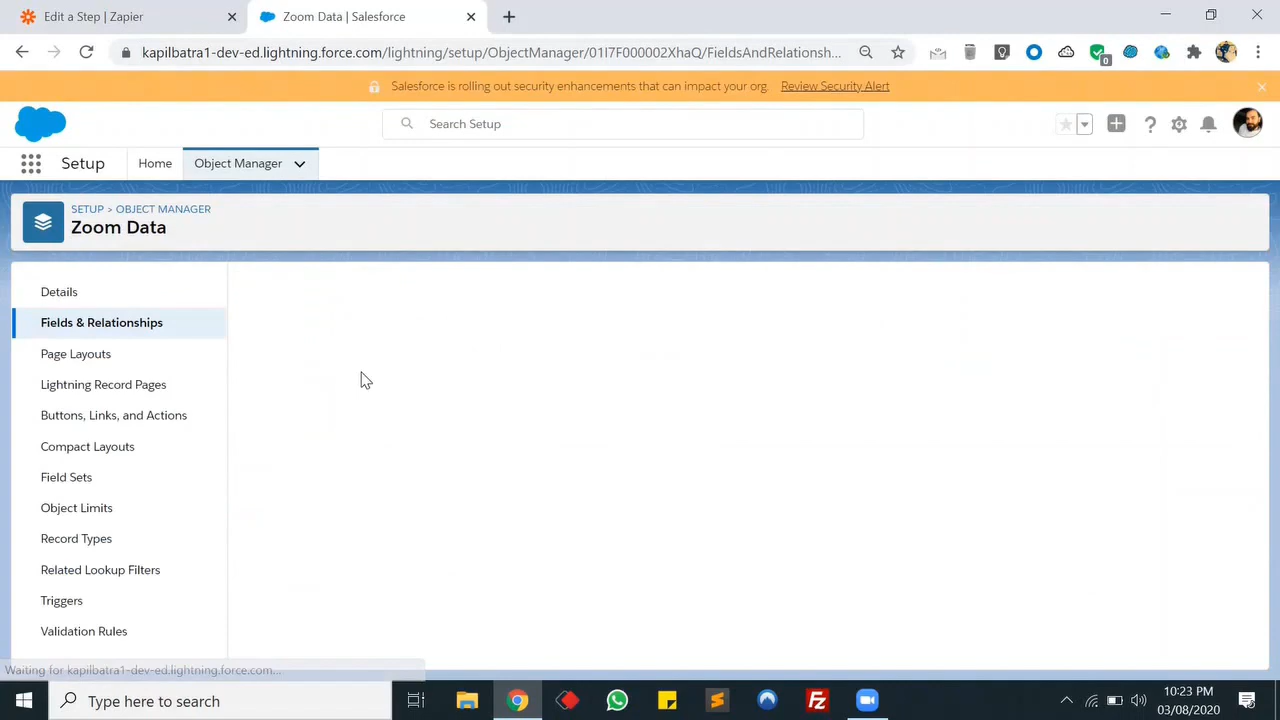 Edit a Step | Zapier
Zoom Data | Salesforce
kapilbatra1-dev-ed.lightning.force.com/lightning/setup/ObjectManager/01I7F000002XhaQ/FieldsAndRelationsh...
0
Salesforce is rolling out security enhancements that can impact your org. Review Security Alert
Search Setup
Setup
Home
Object Manager
SETUP > OBJECT MANAGER
Zoom Data
Details
Fields & Relationships
Page Layouts
Lightning Record Pages
Buttons, Links, and Actions
Compact Layouts
Field Sets
Object Limits
Record Types
Related Lookup Filters
Triggers
Validation Rules
Waiting for kapilbatra1-dev-ed.lightning.force.com...
Type here to search
10:23 PM
03/08/2020